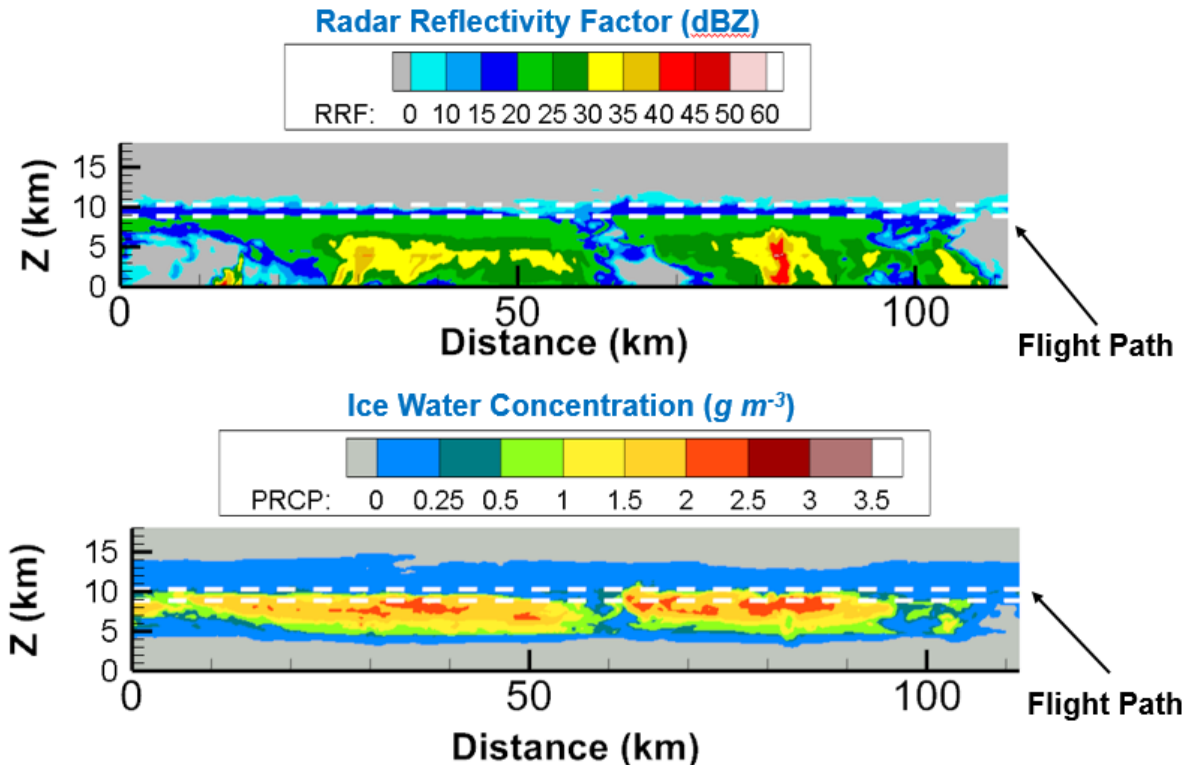 Radar Reflectivity Factor (dBZ)
RRF: 0 10 15 20 25 30 35 40 45 50 60
Z (km)
15
10
5
0
0 50 100
Distance (km)
Flight Path
Ice Water Concentration (g m-3)
PRCP: 0 0.25 0.5 1 1.5 2 2.5 3 3.5
Z (km)
15
10
5
0
0 50 100
Flight Path
Distance (km)